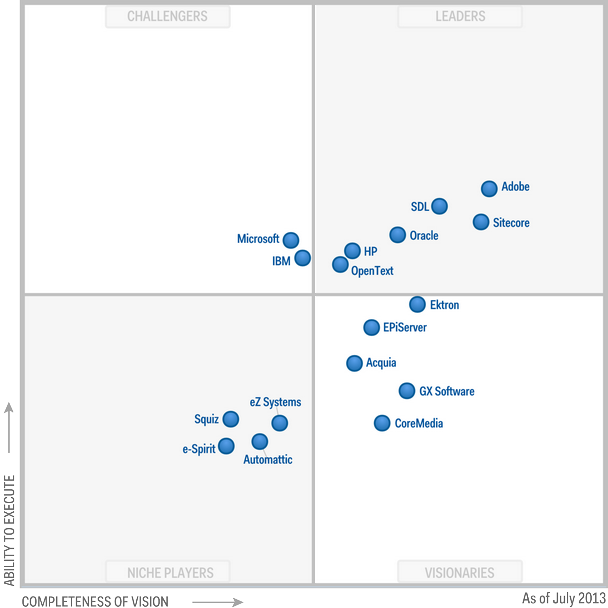 CHALLENGERS
LEADERS
Adobe
SDL
Sitecore
Oracle
Microsoft
HP
IBM
OpenText
Ektron
EPiServer
Acquia
GX Software
eZ Systems
Squiz
CoreMedia
e-Spirit
Automattic
ABILITY TO EXECUTE
NICHE PLAYERS
VISIONARIES
COMPLETENESS OF VISION
As of July 2013